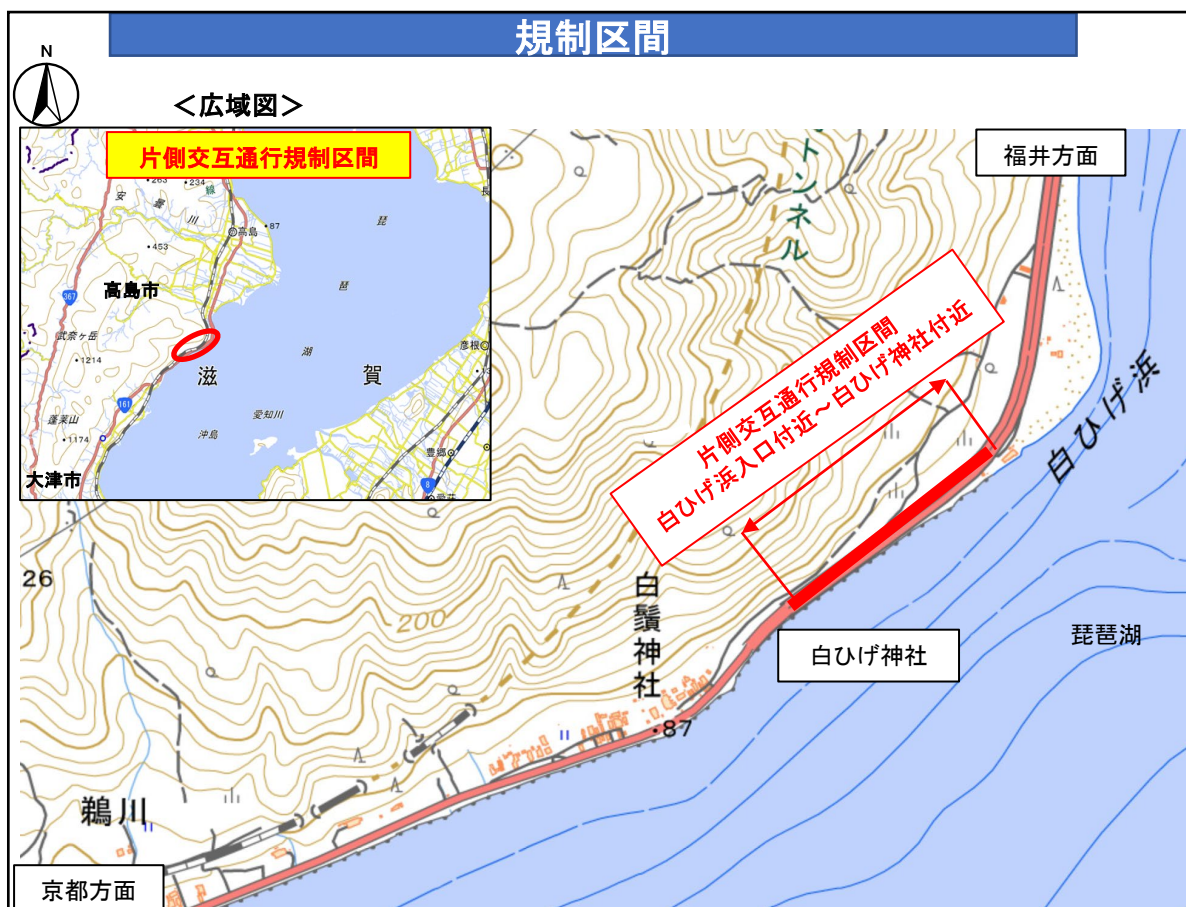 規制区間
N
<広域図>
片側交互通行規制区間
263
234
線
安
曇
川
高島
87
琵
453
367
高島市
琵
武奈ヶ岳
1214
湖
彦根
滋
賀
161
蓬莱山
1174
愛知川
沖島
豊郷
大津市
8
トンネル
福井方面
片側交互通行規制区間
白ひげ浜入口付近～白ひげ神社付近
白ひげ浜
26
200
白鬚神社
白ひげ神社
琵琶湖
87
鵜川
京都方面